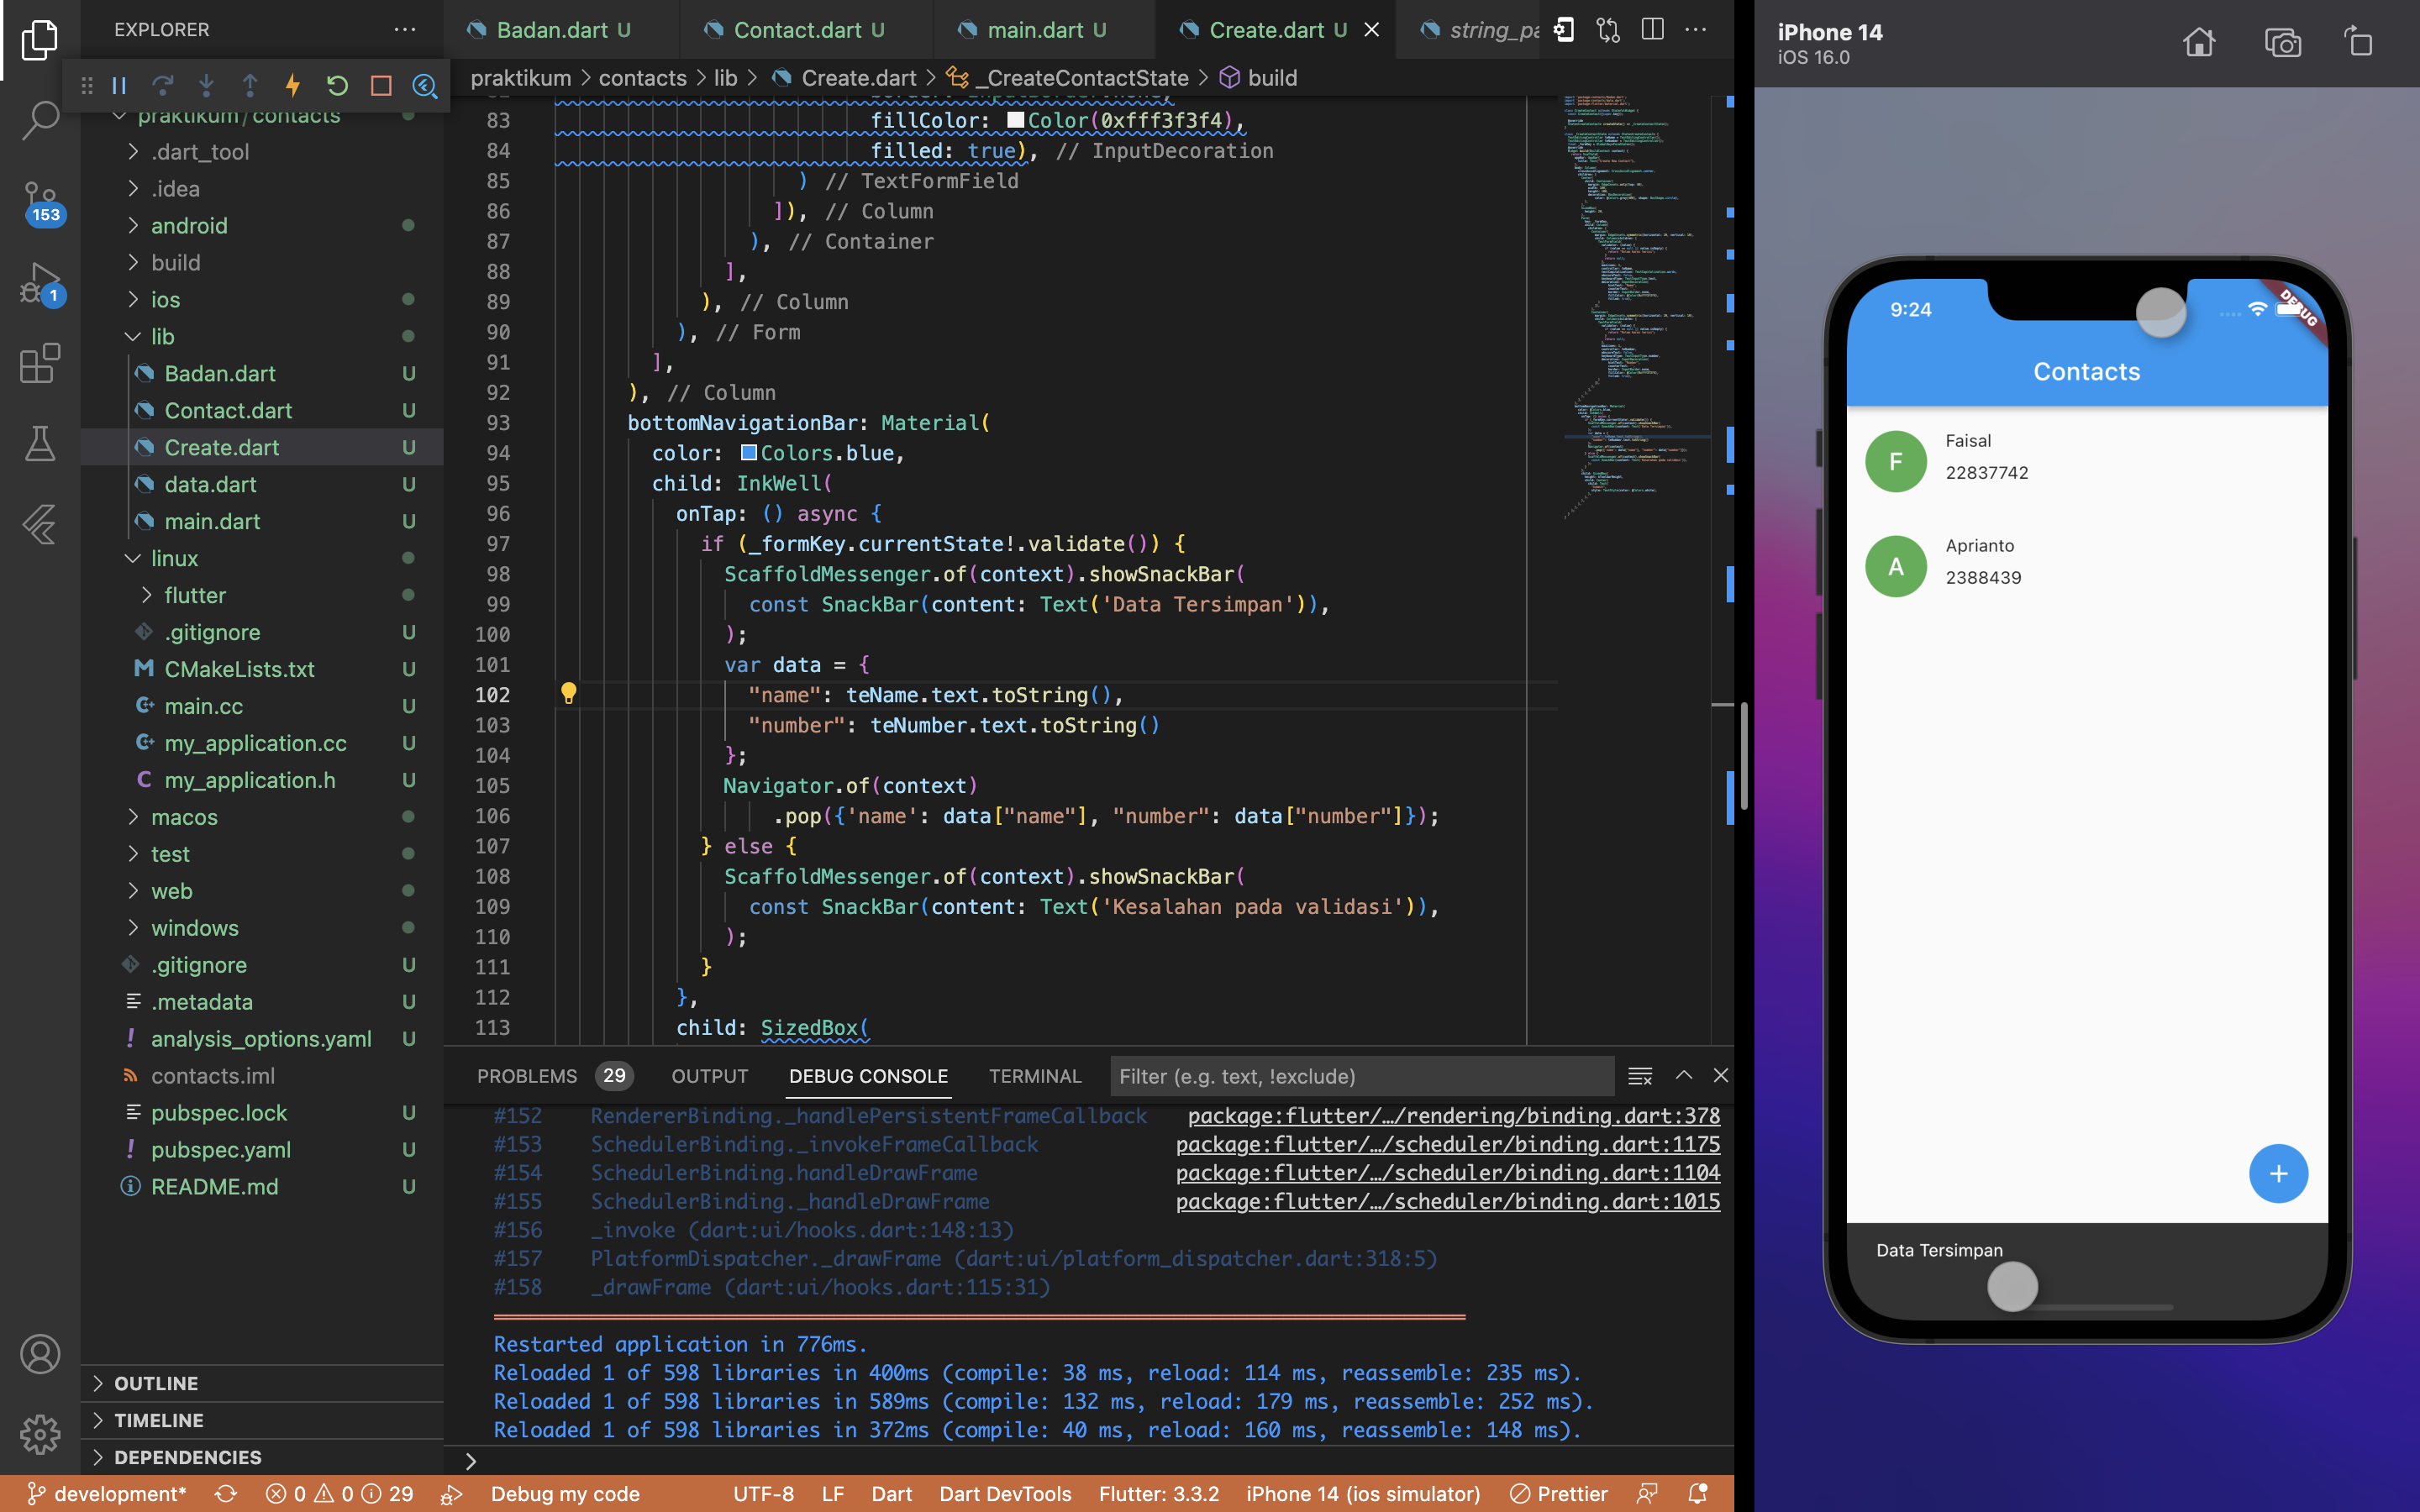 EXPLORER
praktikum / contacts
.dart_tool
.idea
android
build
ios
lib
Badan.dart U
Contact.dart U
Create.dart U
data.dart U
main.dart U
linux
flutter
.gitignore U
CMakeLists.txt U
main.cc U
my_application.cc U
my_application.h U
macos
test
web
windows
.gitignore U
.metadata U
analysis_options.yaml U
contacts.iml
pubspec.lock U
pubspec.yaml U
README.md U
OUTLINE
TIMELINE
DEPENDENCIES
153
1
Badan.dart U Contact.dart U main.dart U Create.dart U string_pa
praktikum > contacts > lib > Create.dart > _CreateContactState > build
83 fillColor: Color(0xfff3f3f4),
84 filled: true), // InputDecoration
85 ) // TextFormField
86 ]), // Column
87 ), // Container
88 ],
89 ), // Column
90 ), // Form
91 ],
92 ), // Column
93 bottomNavigationBar: Material(
94 color: Colors.blue,
95 child: InkWell(
96 onTap: () async {
97 if (_formKey.currentState!.validate()) {
98 ScaffoldMessenger.of(context).showSnackBar(
99 const SnackBar(content: Text('Data Tersimpan')),
100 );
101 var data = {
102 "name": teName.text.toString(),
103 "number": teNumber.text.toString()
104 };
105 Navigator.of(context)
106 .pop({'name': data["name"], "number": data["number"]});
107 } else {
108 ScaffoldMessenger.of(context).showSnackBar(
109 const SnackBar(content: Text('Kesalahan pada validasi')),
110 );
111 }
112 },
113 child: SizedBox(
PROBLEMS 29 OUTPUT DEBUG CONSOLE TERMINAL Filter (e.g. text, !exclude)
#152 RendererBinding._handlePersistentFrameCallback package:flutter/…/rendering/binding.dart:378
#153 SchedulerBinding._invokeFrameCallback package:flutter/…/scheduler/binding.dart:1175
#154 SchedulerBinding.handleDrawFrame package:flutter/…/scheduler/binding.dart:1104
#155 SchedulerBinding._handleDrawFrame package:flutter/…/scheduler/binding.dart:1015
#156 _invoke (dart:ui/hooks.dart:148:13)
#157 PlatformDispatcher._drawFrame (dart:ui/platform_dispatcher.dart:318:5)
#158 _drawFrame (dart:ui/hooks.dart:115:31)
Restarted application in 776ms.
Reloaded 1 of 598 libraries in 400ms (compile: 38 ms, reload: 114 ms, reassemble: 235 ms).
Reloaded 1 of 598 libraries in 589ms (compile: 132 ms, reload: 179 ms, reassemble: 252 ms).
Reloaded 1 of 598 libraries in 372ms (compile: 40 ms, reload: 160 ms, reassemble: 148 ms).
development* 0 0 29 Debug my code UTF-8 LF Dart Dart DevTools Flutter: 3.3.2 iPhone 14 (ios simulator) Prettier
iPhone 14
iOS 16.0
9:24
DEBUG
Contacts
F
Faisal
22837742
A
Aprianto
2388439
+
Data Tersimpan